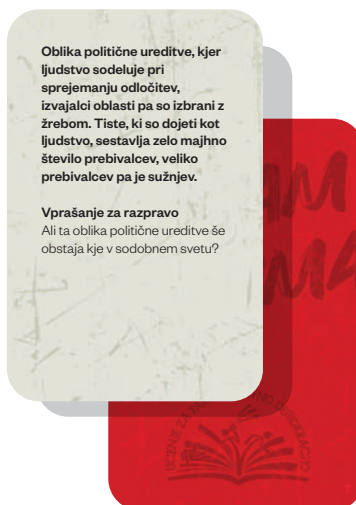 Oblika politične ureditve, kjer
ljudstvo sodeluje pri
sprejemanju odločitev,
izvajalci oblasti pa so izbrani z
žrebom. Tiste, ki so dojeti kot
ljudstvo, sestavlja zelo majhno
število prebivalcev, veliko
prebivalcev pa je sužnjev.
Vprašanje za razpravo
Ali ta oblika politične ureditve še
obstaja kje v sodobnem svetu?